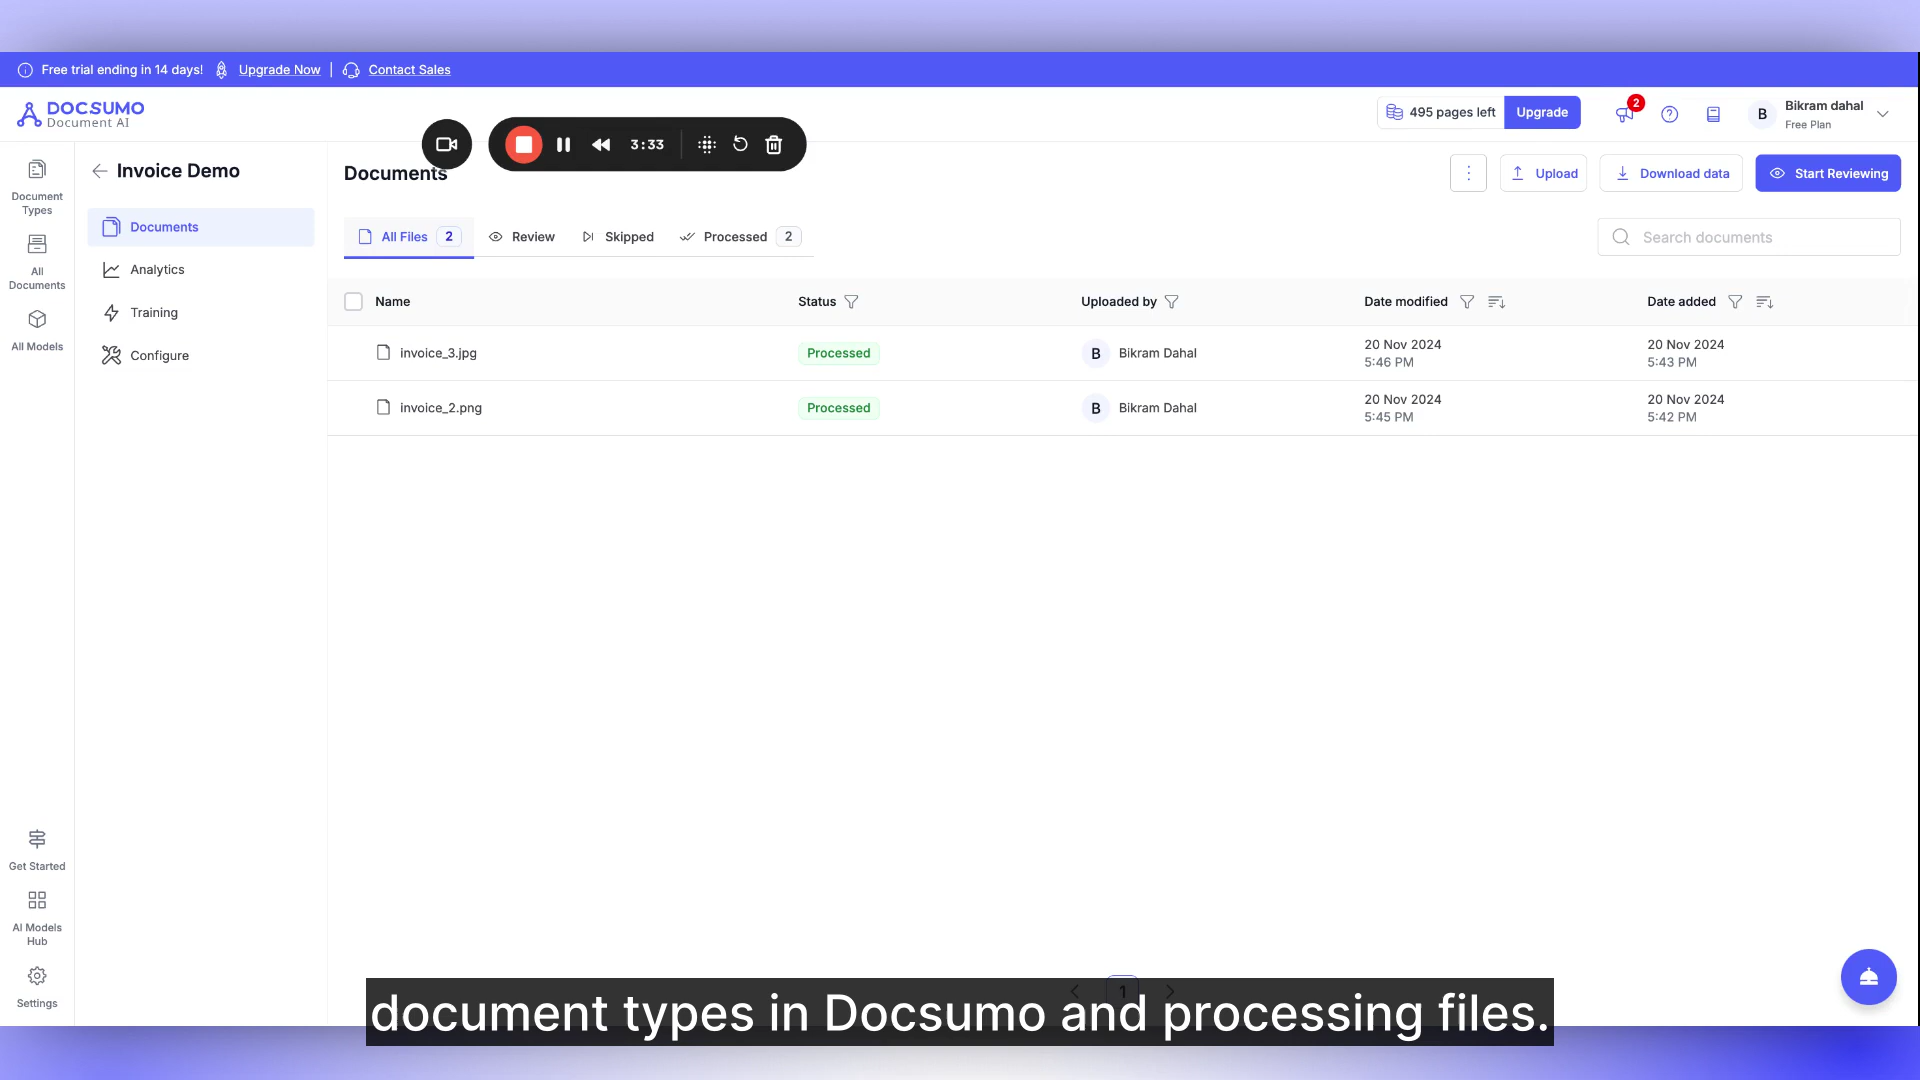 Free trial ending in 14 days! Upgrade Now | Contact Sales
DOCSUMO
Document AI
495 pages left Upgrade
2
B
Bikram dahal
Free Plan
Document
Types
All
Documents
All Models
Get Started
AI Models
Hub
Settings
Invoice Demo
Documents
Analytics
Training
Configure
3:33
Documents
Upload
Download data
Start Reviewing
All Files 2
Review
Skipped
Processed 2
Search documents
Name Status Uploaded by Date modified Date added
invoice_3.jpg Processed B Bikram Dahal 20 Nov 2024 20 Nov 2024
5:46 PM 5:43 PM
invoice_2.png Processed B Bikram Dahal 20 Nov 2024 20 Nov 2024
5:45 PM 5:42 PM
1
document types in Docsumo and processing files.